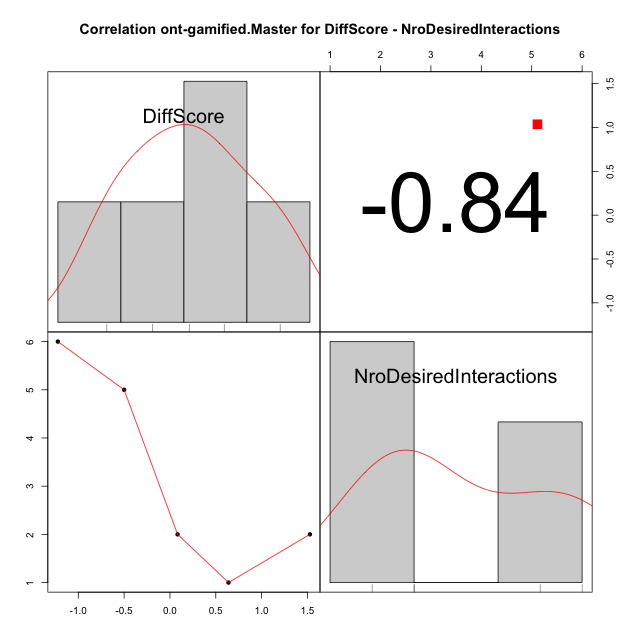 Correlation ont-gamified.Master for DiffScore - NroDesiredInteractions
1 2 3 4 5 6
DiffScore
-0.84
1.5
1.0
0.5
0.0
-0.5
-1.0
NroDesiredInteractions
6
5
4
3
2
1
-1.0 -0.5 0.0 0.5 1.0 1.5